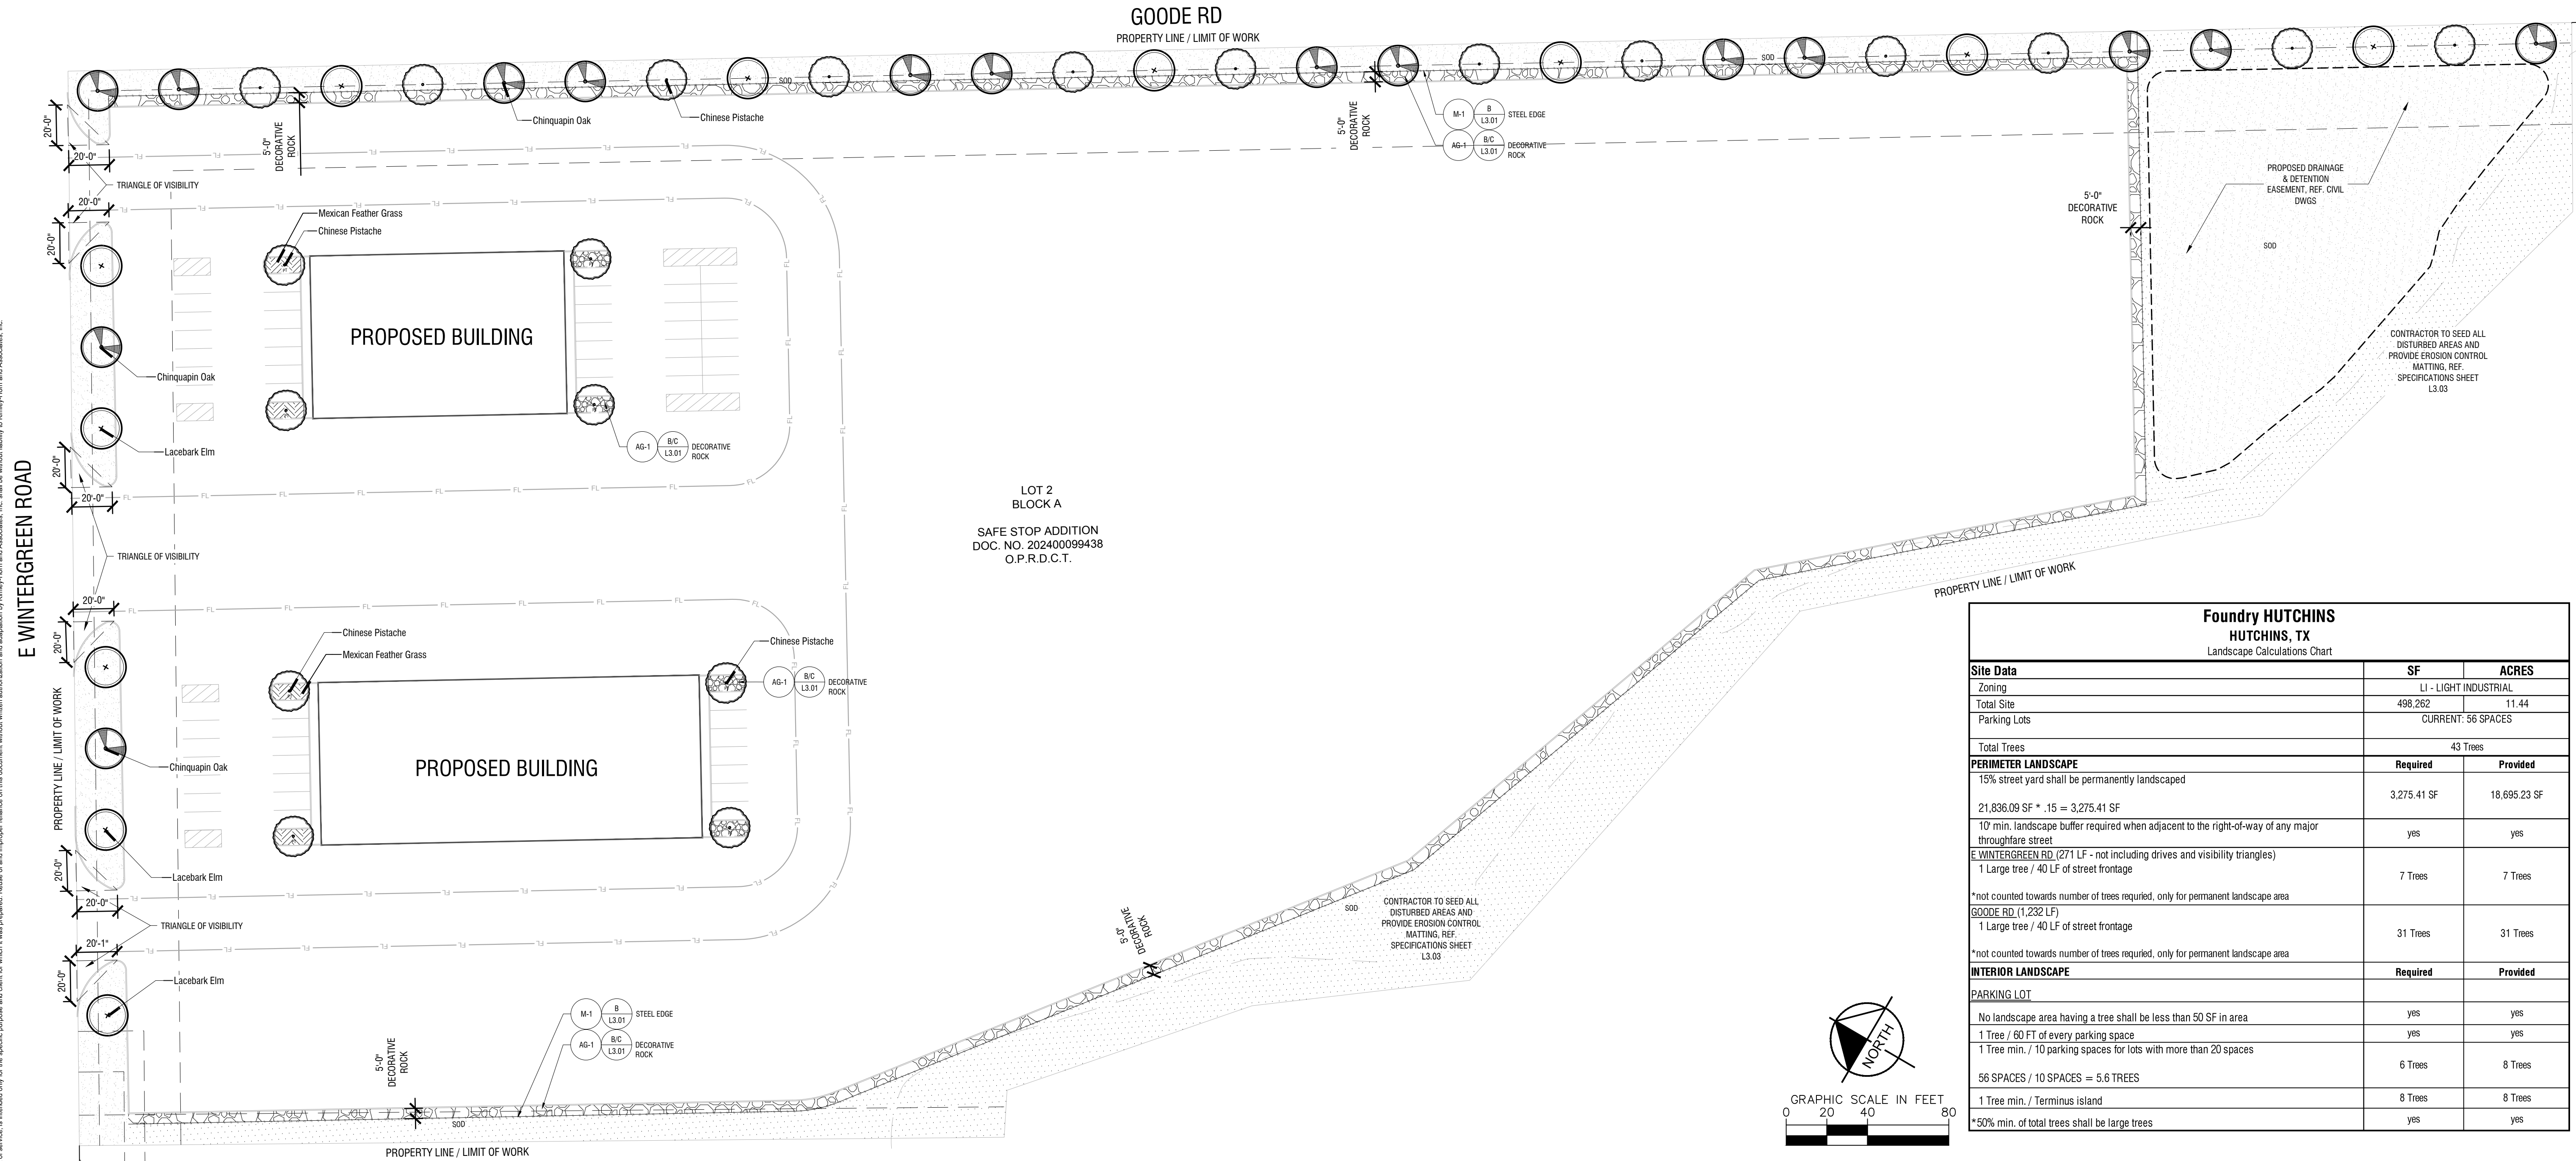 GOODE RD
PROPERTY LINE / LIMIT OF WORK
SOD
SOD
Chinquapin Oak
Chinese Pistache
20'-0"
20'-0"
5'-0"
DECORATIVE
ROCK
TRIANGLE OF VISIBILITY
20'-0"
20'-0"
5'-0"
DECORATIVE
ROCK
M-1
B
L3.01
STEEL EDGE
AG-1
B/C
L3.01
DECORATIVE
ROCK
PROPOSED DRAINAGE
& DETENTION
EASEMENT, REF. CIVIL
DWGS
5'-0"
DECORATIVE
ROCK
SOD
CONTRACTOR TO SEED ALL
DISTURBED AREAS AND
PROVIDE EROSION CONTROL
MATTING, REF.
SPECIFICATIONS SHEET
L3.03
Mexican Feather Grass
Chinese Pistache
PROPOSED BUILDING
Chinquapin Oak
Lacebark Elm
AG-1
B/C
L3.01
DECORATIVE
ROCK
20'-0"
20'-0"
E WINTERGREEN ROAD
TRIANGLE OF VISIBILITY
LOT 2
BLOCK A
SAFE STOP ADDITION
DOC. NO. 202400099438
O.P.R.D.C.T.
20'-0"
20'-0"
Chinese Pistache
Mexican Feather Grass
Chinese Pistache
AG-1
B/C
L3.01
DECORATIVE
ROCK
PROPERTY LINE / LIMIT OF WORK
PROPOSED BUILDING
Chinquapin Oak
Lacebark Elm
20'-0"
20'-0"
TRIANGLE OF VISIBILITY
20'-1"
20'-0"
Lacebark Elm
M-1
B
L3.01
STEEL EDGE
AG-1
B/C
L3.01
DECORATIVE
ROCK
5'-0"
DECORATIVE
ROCK
SOD
PROPERTY LINE / LIMIT OF WORK
5'-0"
DECORATIVE
ROCK
SOD
CONTRACTOR TO SEED ALL
DISTURBED AREAS AND
PROVIDE EROSION CONTROL
MATTING, REF.
SPECIFICATIONS SHEET
L3.03
PROPERTY LINE / LIMIT OF WORK
NORTH
GRAPHIC SCALE IN FEET
0 20 40 80
Foundry HUTCHINS
HUTCHINS, TX
Landscape Calculations Chart
Site Data SF ACRES
Zoning LI - LIGHT INDUSTRIAL
Total Site 498,262 11.44
Parking Lots CURRENT: 56 SPACES
Total Trees 43 Trees
PERIMETER LANDSCAPE Required Provided
15% street yard shall be permanently landscaped
21,836.09 SF * .15 = 3,275.41 SF 3,275.41 SF 18,695.23 SF
10' min. landscape buffer required when adjacent to the right-of-way of any major
throughfare street yes yes
E WINTERGREEN RD (271 LF - not including drives and visibility triangles)
1 Large tree / 40 LF of street frontage 7 Trees 7 Trees
*not counted towards number of trees requried, only for permanent landscape area
GOODE RD (1,232 LF)
1 Large tree / 40 LF of street frontage 31 Trees 31 Trees
*not counted towards number of trees requried, only for permanent landscape area
INTERIOR LANDSCAPE Required Provided
PARKING LOT
No landscape area having a tree shall be less than 50 SF in area yes yes
1 Tree / 60 FT of every parking space yes yes
1 Tree min. / 10 parking spaces for lots with more than 20 spaces
56 SPACES / 10 SPACES = 5.6 TREES 6 Trees 8 Trees
1 Tree min. / Terminus island 8 Trees 8 Trees
*50% min. of total trees shall be large trees yes yes